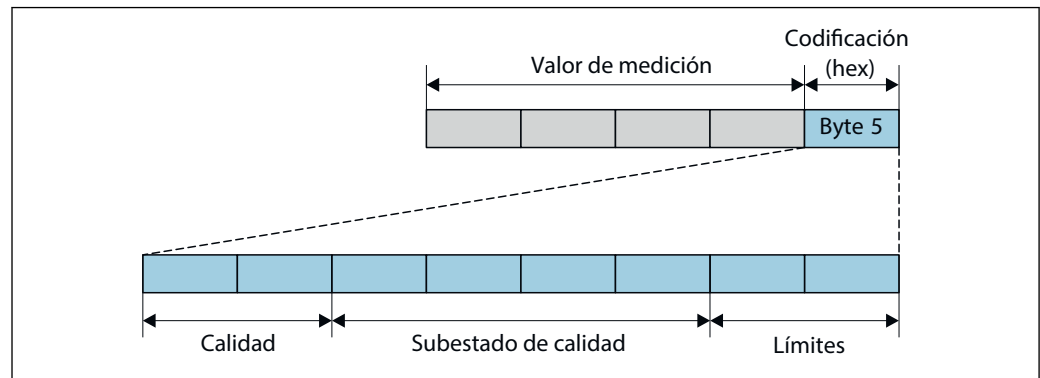 Codificación
(hex)
Valor de medición
Byte 5
Calidad
Subestado de calidad
Límites